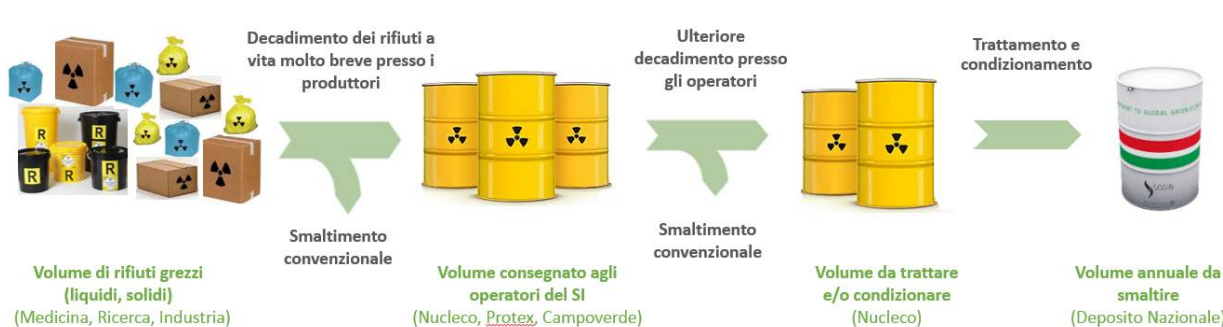 Decadimento dei rifiuti a
vita molto breve presso i
produttori
Ulteriore
decadimento presso
gli operatori
Trattamento e
condizionamento
R
R
R
R
R
SOGIN
Smaltimento
convenzionale
Smaltimento
convenzionale
Volume di rifiuti grezzi
(liquidi, solidi)
(Medicina, Ricerca, Industria)
Volume consegnato agli
operatori del SI
(Nucleco, Protex, Campoverde)
Volume da trattare
e/o condizionare
(Nucleco)
Volume annuale da
smaltire
(Deposito Nazionale)